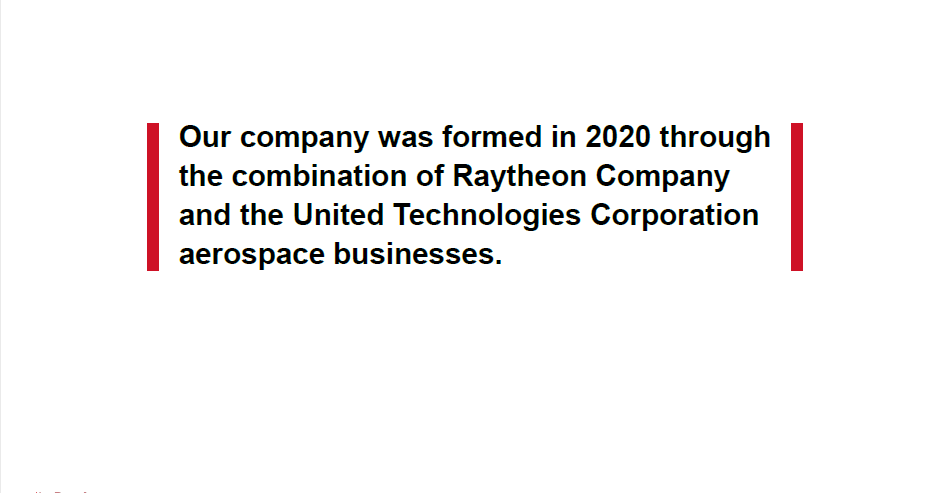 Our company was formed in 2020 through
the combination of Raytheon Company
and the United Technologies Corporation
aerospace businesses.